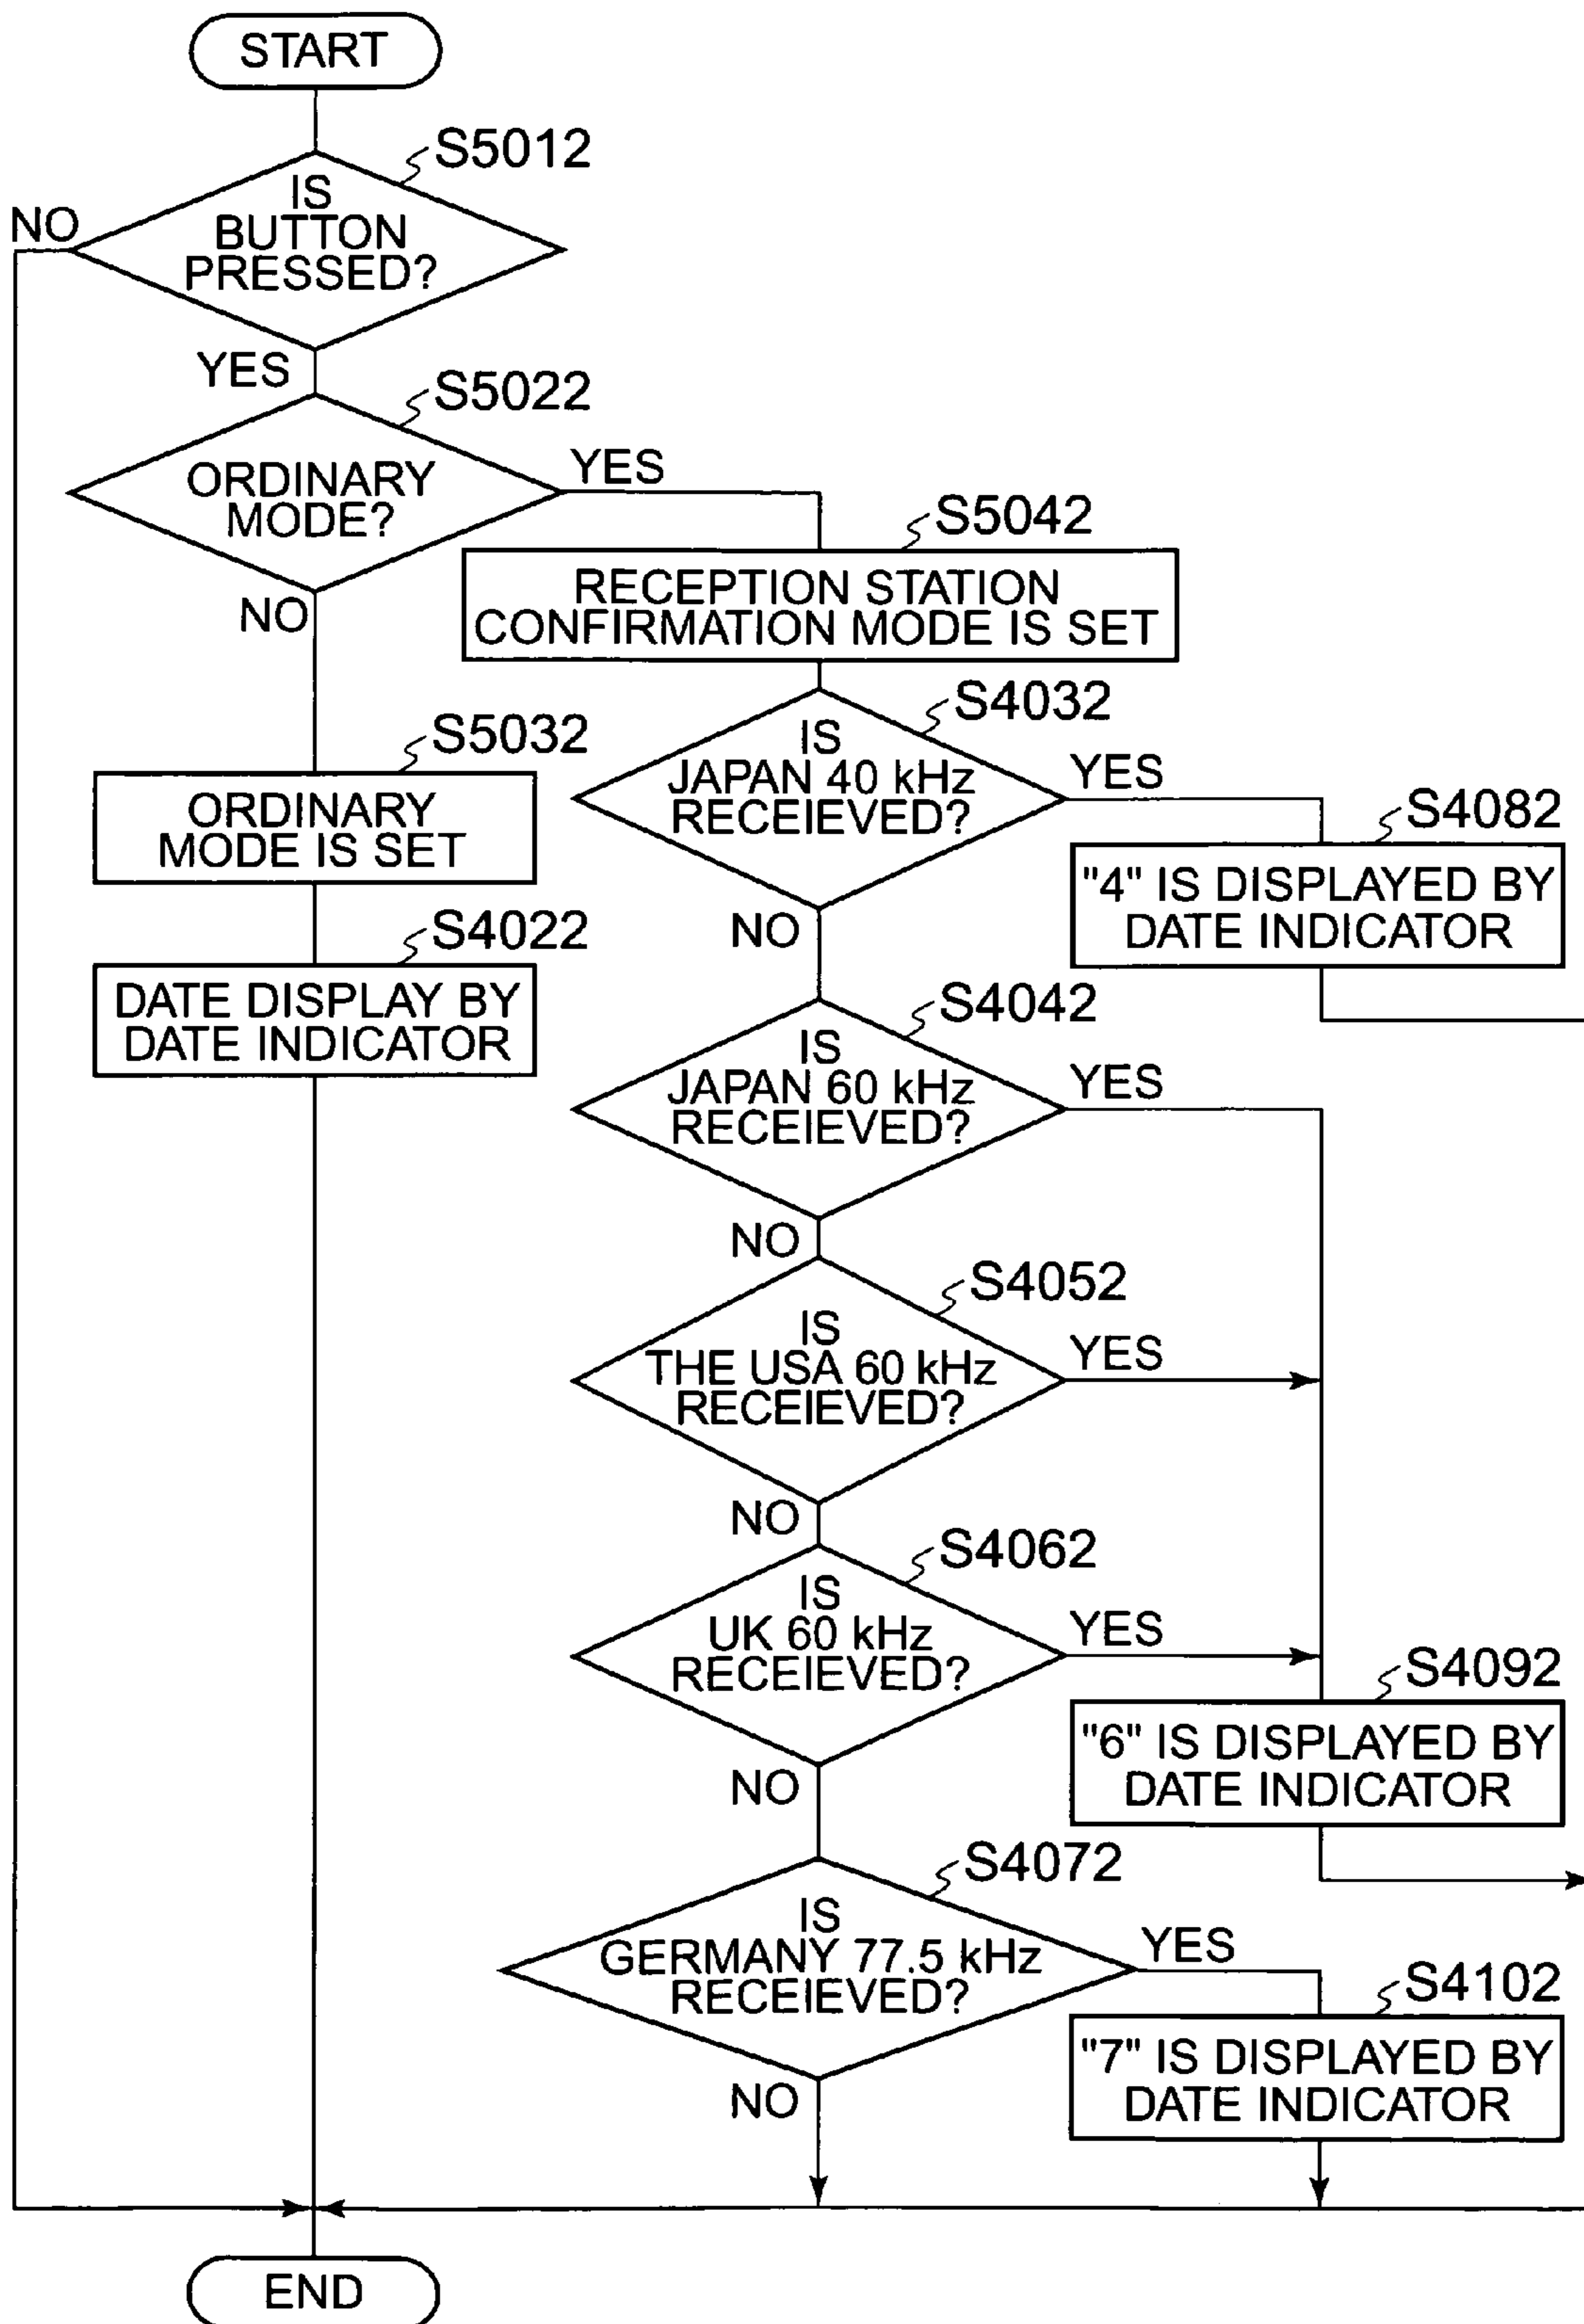 START
S5012
IS
BUTTON
PRESSED?
NO
YES
S5022
ORDINARY
MODE?
YES
NO
S5042
RECEPTION STATION
CONFIRMATION MODE IS SET
S5032
ORDINARY
MODE IS SET
S4022
DATE DISPLAY BY
DATE INDICATOR
S4032
IS
JAPAN 40 kHz
RECEIEVED?
YES
NO
S4082
"4" IS DISPLAYED BY
DATE INDICATOR
S4042
IS
JAPAN 60 kHz
RECEIEVED?
YES
NO
S4052
IS
THE USA 60 kHz
RECEIEVED?
YES
NO
S4062
IS
UK 60 kHz
RECEIEVED?
YES
NO
S4092
"6" IS DISPLAYED BY
DATE INDICATOR
S4072
IS
GERMANY 77.5 kHz
RECEIEVED?
YES
NO
S4102
"7" IS DISPLAYED BY
DATE INDICATOR
END